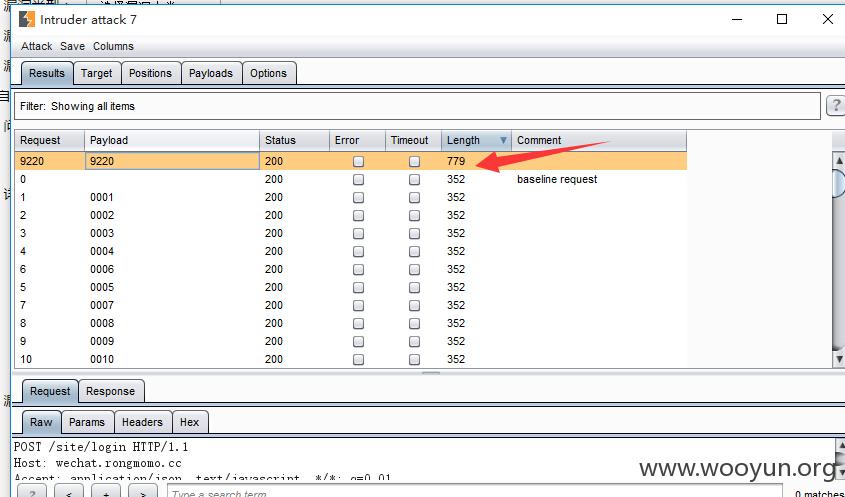 Intruder attack 7
Attack Save Columns
Results Target Positions Payloads Options
Filter: Showing all items
?
Request Payload Status Error Timeout Length Comment
9220 9220 200 779
0 200 352 baseline request
1 0001 200 352
2 0002 200 352
3 0003 200 352
4 0004 200 352
6 0006 200 352
5 0005 200 352
7 0007 200 352
8 0008 200 352
9 0009 200 352
10 0010 200 352
Request Response
Raw Params Headers Hex
POST /site/login HTTP/1.1
Host: wechat.rongmomo.cc
Accept: application/json, text/javascript, */*; q=0.01
www.wooyun.org
? < + > Type a search term 0 matches